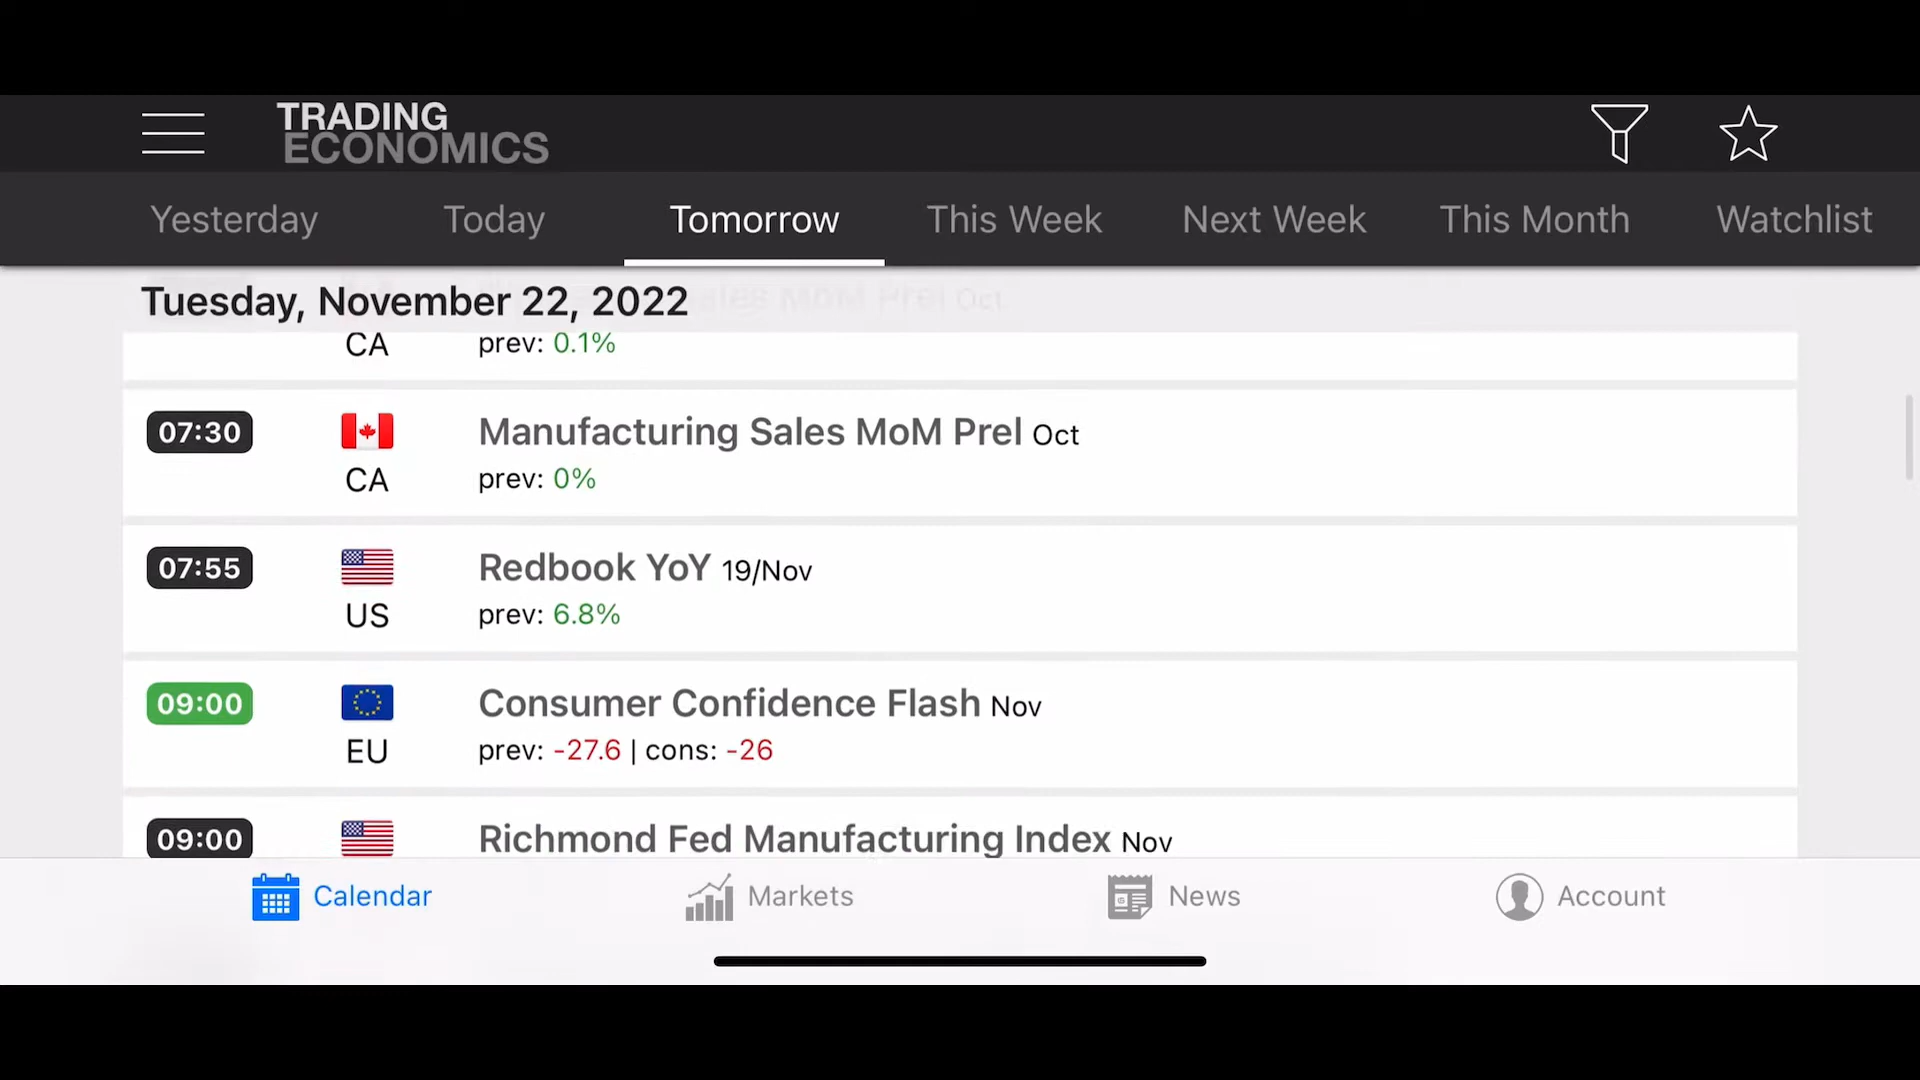 TRADING
ECONOMICS
Yesterday Today Tomorrow This Week Next Week This Month Watchlist
Tuesday, November 22, 2022
CA prev: 0.1%
07:30 Manufacturing Sales MoM Prel Oct
CA prev: 0%
07:55 Redbook YoY 19/Nov
US prev: 6.8%
09:00 Consumer Confidence Flash Nov
EU prev: -27.6 | cons: -26
09:00 Richmond Fed Manufacturing Index Nov
Calendar Markets News Account